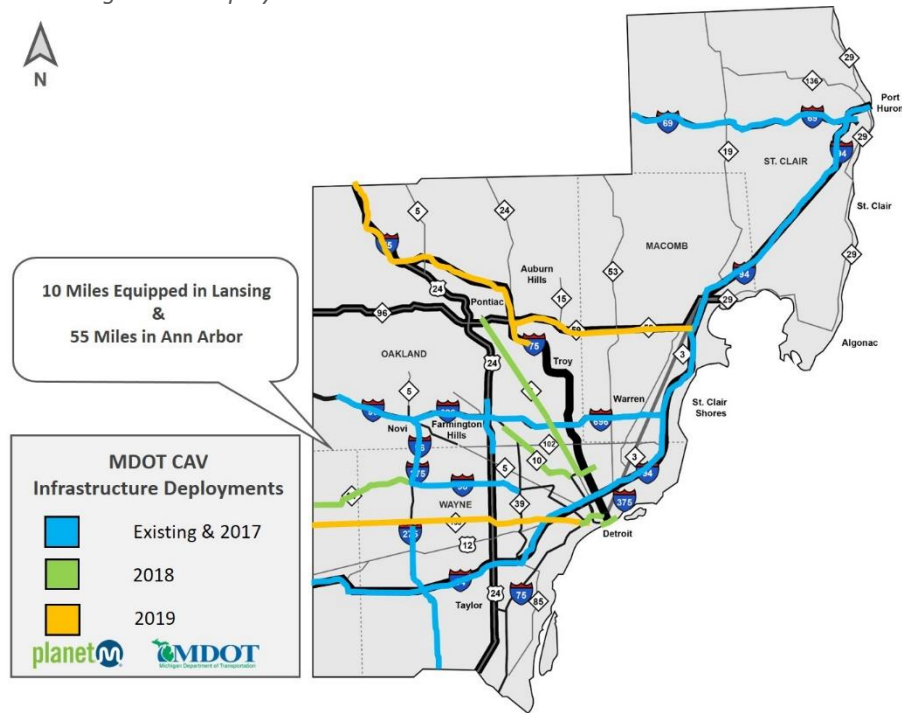 N
29
136
Port
Huron
69
69
29
94
19
ST. CLAIR
5
24
St. Clair
MACOMB
53
29
94
24
Auburn
Hills
15
29
96
Pontiac
59
10 Miles Equipped in Lansing
&
55 Miles in Ann Arbor
OAKLAND
75
Troy
3
Algonac
24
5
St. Clair
Shores
Warren
Novi
Farmington
Hills
696
102
10
5
3
94
275
39
375
WAYNE
12
Detroit
Taylor
24
75
85
MDOT CAV
Infrastructure Deployments
Existing & 2017
2018
2019
planet M
MDOT
Michigan Department of Transportation